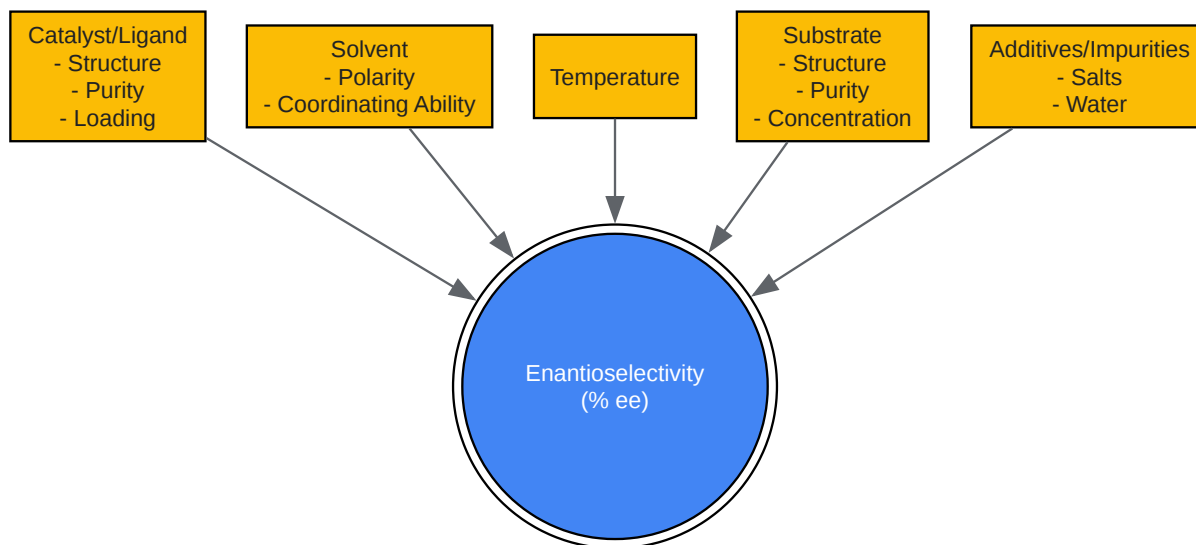 Catalyst/Ligand
- Structure
- Purity
- Loading
Solvent
- Polarity
- Coordinating Ability
Temperature
Substrate
- Structure
- Purity
- Concentration
Additives/Impurities
- Salts
- Water
Enantioselectivity
(% ee)